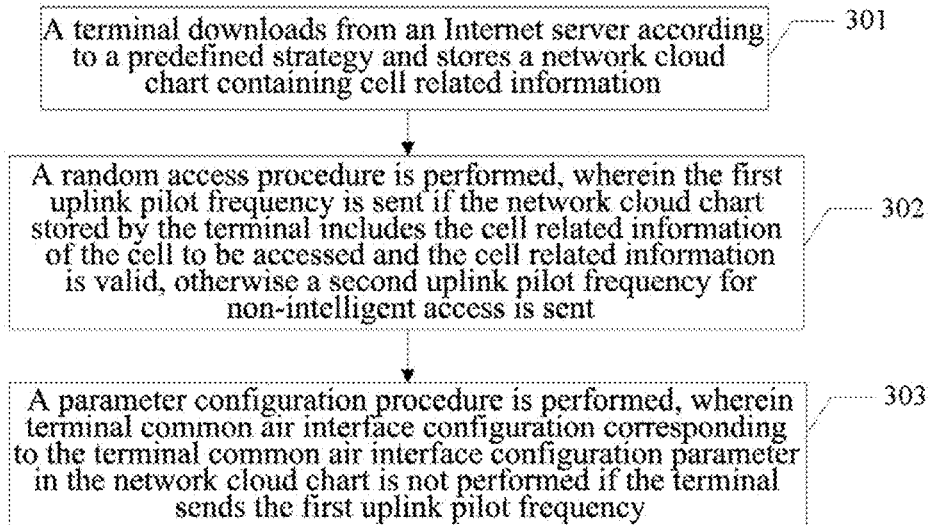 A terminal downloads from an Internet server according
to a predefined strategy and stores a network cloud
chart containing cell related information
301
A random access procedure is performed, wherein the first
uplink pilot frequency is sent if the network cloud chart
stored by the terminal includes the cell related information
of the cell to be accessed and the cell related information
is valid, otherwise a second uplink pilot frequency for
non-intelligent access is sent
302
A parameter configuration procedure is performed, wherein
terminal common air interface configuration corresponding
to the terminal common air interface configuration parameter
in the network cloud chart is not performed if the terminal
sends the first uplink pilot frequency
303